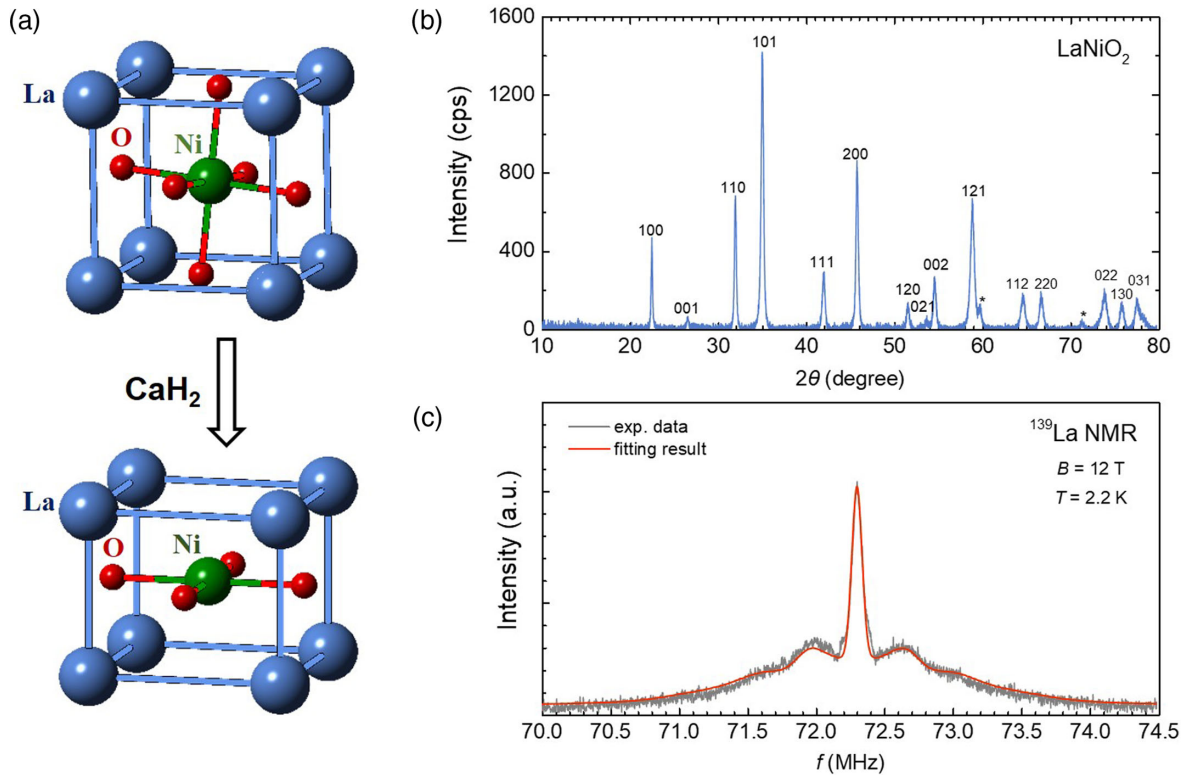 (a)
La
O
Ni
CaH₂
La
O
Ni
(b)
LaNiO₂
Intensity (cps)
1600
1200
800
400
0
100
001
110
101
111
200
120
021
002
121
*
112
220
*
022
130
031
10 20 30 40 50 60 70 80
2θ (degree)
(c)
exp. data
fitting result
¹³⁹La NMR
B = 12 T
T = 2.2 K
Intensity (a.u.)
70.0 70.5 71.0 71.5 72.0 72.5 73.0 73.5 74.0 74.5
f (MHz)